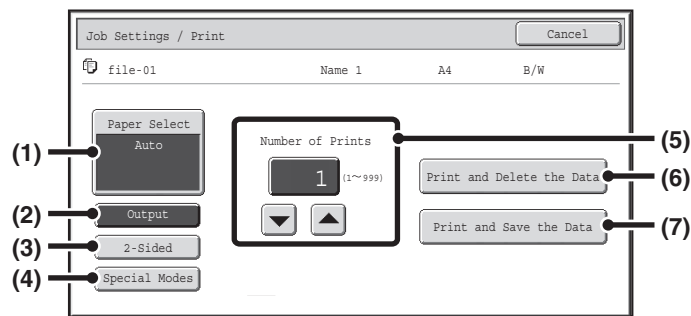 Job Settings / Print
Cancel
file-01 Name 1 A4 B/W
Paper Select
Auto
Number of Prints
1 (1~999)
(1)
(2)
(3)
(4)
(5)
(6)
(7)
Output
2-Sided
Special Modes
Print and Delete the Data
Print and Save the Data